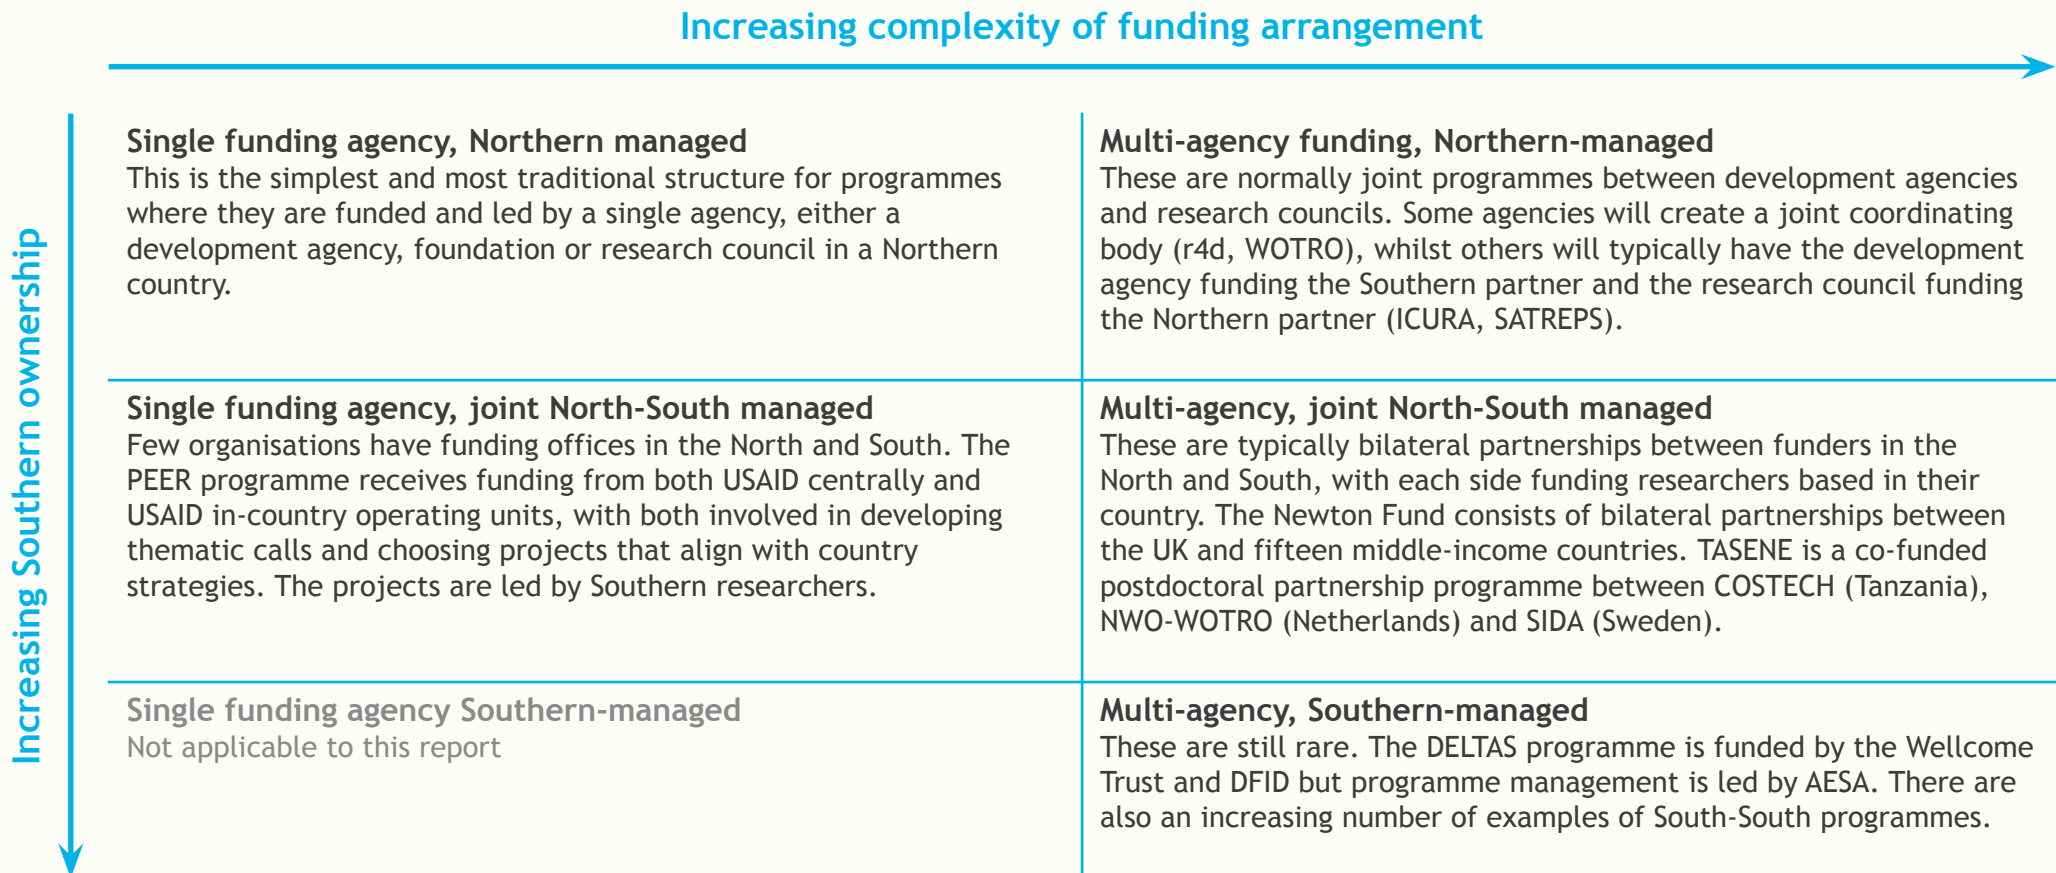 Increasing complexity of funding arrangement
Increasing Southern ownership
Single funding agency, Northern managed
This is the simplest and most traditional structure for programmes
where they are funded and led by a single agency, either a
development agency, foundation or research council in a Northern
country.
Multi-agency funding, Northern-managed
These are normally joint programmes between development agencies
and research councils. Some agencies will create a joint coordinating
body (r4d, WOTRO), whilst others will typically have the development
agency funding the Southern partner and the research council funding
the Northern partner (ICURA, SATREPS).
Single funding agency, joint North-South managed
Few organisations have funding offices in the North and South. The
PEER programme receives funding from both USAID centrally and
USAID in-country operating units, with both involved in developing
thematic calls and choosing projects that align with country
strategies. The projects are led by Southern researchers.
Multi-agency, joint North-South managed
These are typically bilateral partnerships between funders in the
North and South, with each side funding researchers based in their
country. The Newton Fund consists of bilateral partnerships between
the UK and fifteen middle-income countries. TASENE is a co-funded
postdoctoral partnership programme between COSTECH (Tanzania),
NWO-WOTRO (Netherlands) and SIDA (Sweden).
Single funding agency Southern-managed
Not applicable to this report
Multi-agency, Southern-managed
These are still rare. The DELTAS programme is funded by the Wellcome
Trust and DFID but programme management is led by AESA. There are
also an increasing number of examples of South-South programmes.